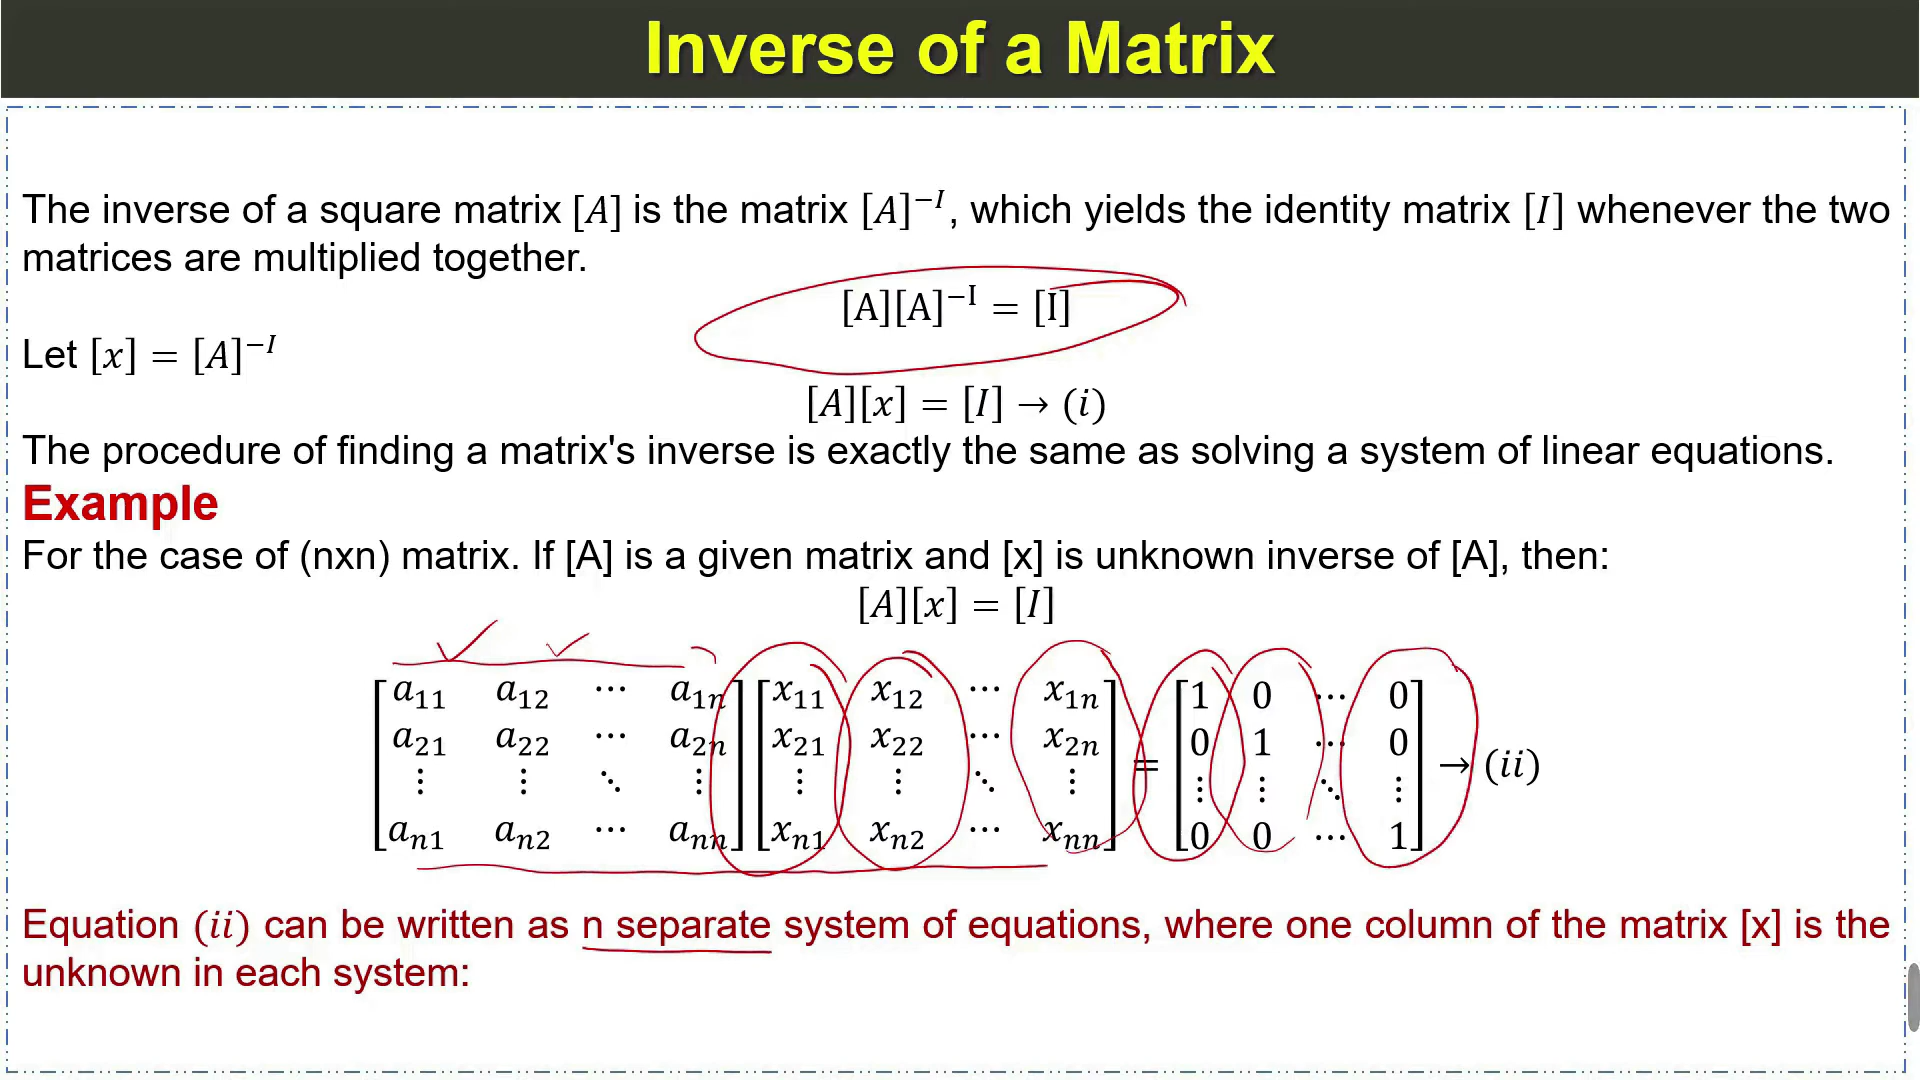 Inverse of a Matrix
The inverse of a square matrix [A] is the matrix [A]⁻ᴵ, which yields the identity matrix [I] whenever the two
matrices are multiplied together.
[A][A]⁻ᴵ = [I]
Let [x] = [A]⁻ᴵ
[A][x] = [I] → (i)
The procedure of finding a matrix's inverse is exactly the same as solving a system of linear equations.
Example
For the case of (nxn) matrix. If [A] is a given matrix and [x] is unknown inverse of [A], then:
[A][x] = [I]
[a₁₁ a₁₂ ⋯ a₁ₙ] [x₁₁ x₁₂ ⋯ x₁ₙ] [1 0 ⋯ 0]
[a₂₁ a₂₂ ⋯ a₂ₙ] [x₂₁ x₂₂ ⋯ x₂ₙ] = [0 1 ⋯ 0] → (ii)
[⋮ ⋮ ⋱ ⋮] [⋮ ⋮ ⋱ ⋮] [⋮ ⋮ ⋱ ⋮]
[aₙ₁ aₙ₂ ⋯ aₙₙ] [xₙ₁ xₙ₂ ⋯ xₙₙ] [0 0 ⋯ 1]
Equation (ii) can be written as n separate system of equations, where one column of the matrix [x] is the
unknown in each system: